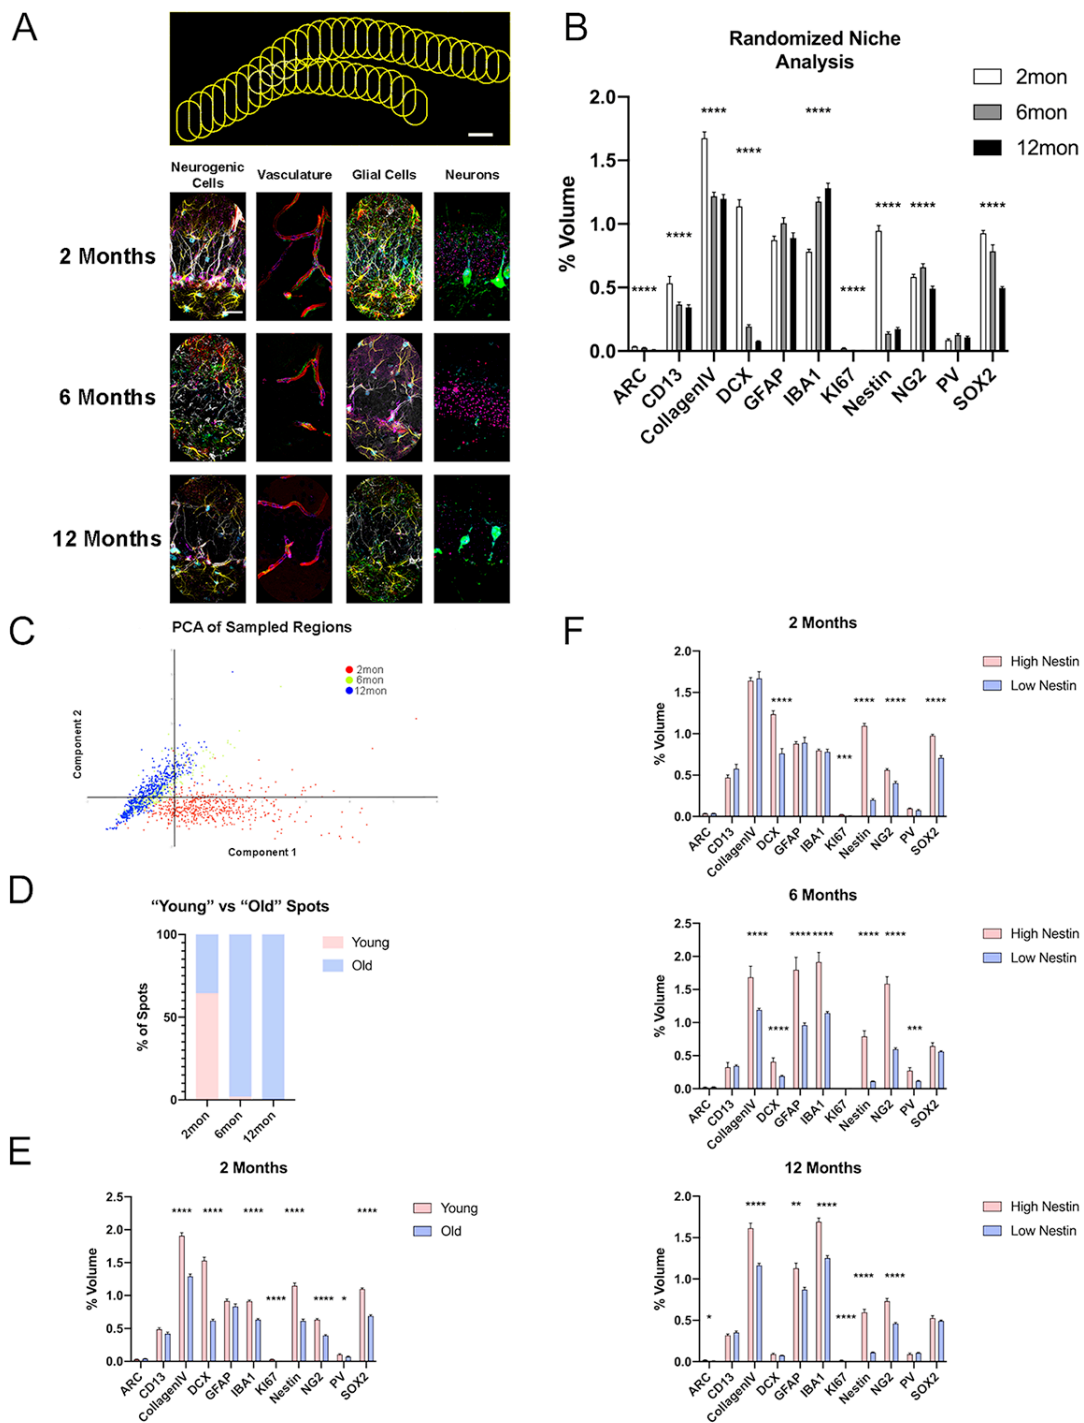 A
Neurogenic
Cells
Vasculature
Glial Cells
Neurons
2 Months
6 Months
12 Months
B
Randomized Niche
Analysis
2mon
6mon
12mon
% Volume
2.0
1.5
1.0
0.5
0.0
****
****
****
****
****
****
****
****
****
ARC
CD13
CollagenIV
DCX
GFAP
IBA1
KI67
Nestin
NG2
PV
SOX2
C
PCA of Sampled Regions
2mon
6mon
12mon
Component 2
Component 1
D
“Young” vs “Old” Spots
% of Spots
100
50
0
2mon
6mon
12mon
Young
Old
E
2 Months
% Volume
2.5
2.0
1.5
1.0
0.5
0.0
**** **** **** **** ****
**** **** *
ARC
CD13
CollagenIV
DCX
GFAP
IBA1
KI67
Nestin
NG2
PV
SOX2
Young
Old
F
2 Months
% Volume
2.0
1.5
1.0
0.5
0.0
**** **** **** ****
***
ARC
CD13
CollagenIV
DCX
GFAP
IBA1
KI67
Nestin
NG2
PV
SOX2
High Nestin
Low Nestin
6 Months
% Volume
2.5
2.0
1.5
1.0
0.5
0.0
**** **** **** **** ****
**** ***
ARC
CD13
CollagenIV
DCX
GFAP
IBA1
KI67
Nestin
NG2
PV
SOX2
High Nestin
Low Nestin
12 Months
% Volume
2.0
1.5
1.0
0.5
0.0
**** ** ****
**** ****
* ****
ARC
CD13
CollagenIV
DCX
GFAP
IBA1
KI67
Nestin
NG2
PV
SOX2
High Nestin
Low Nestin